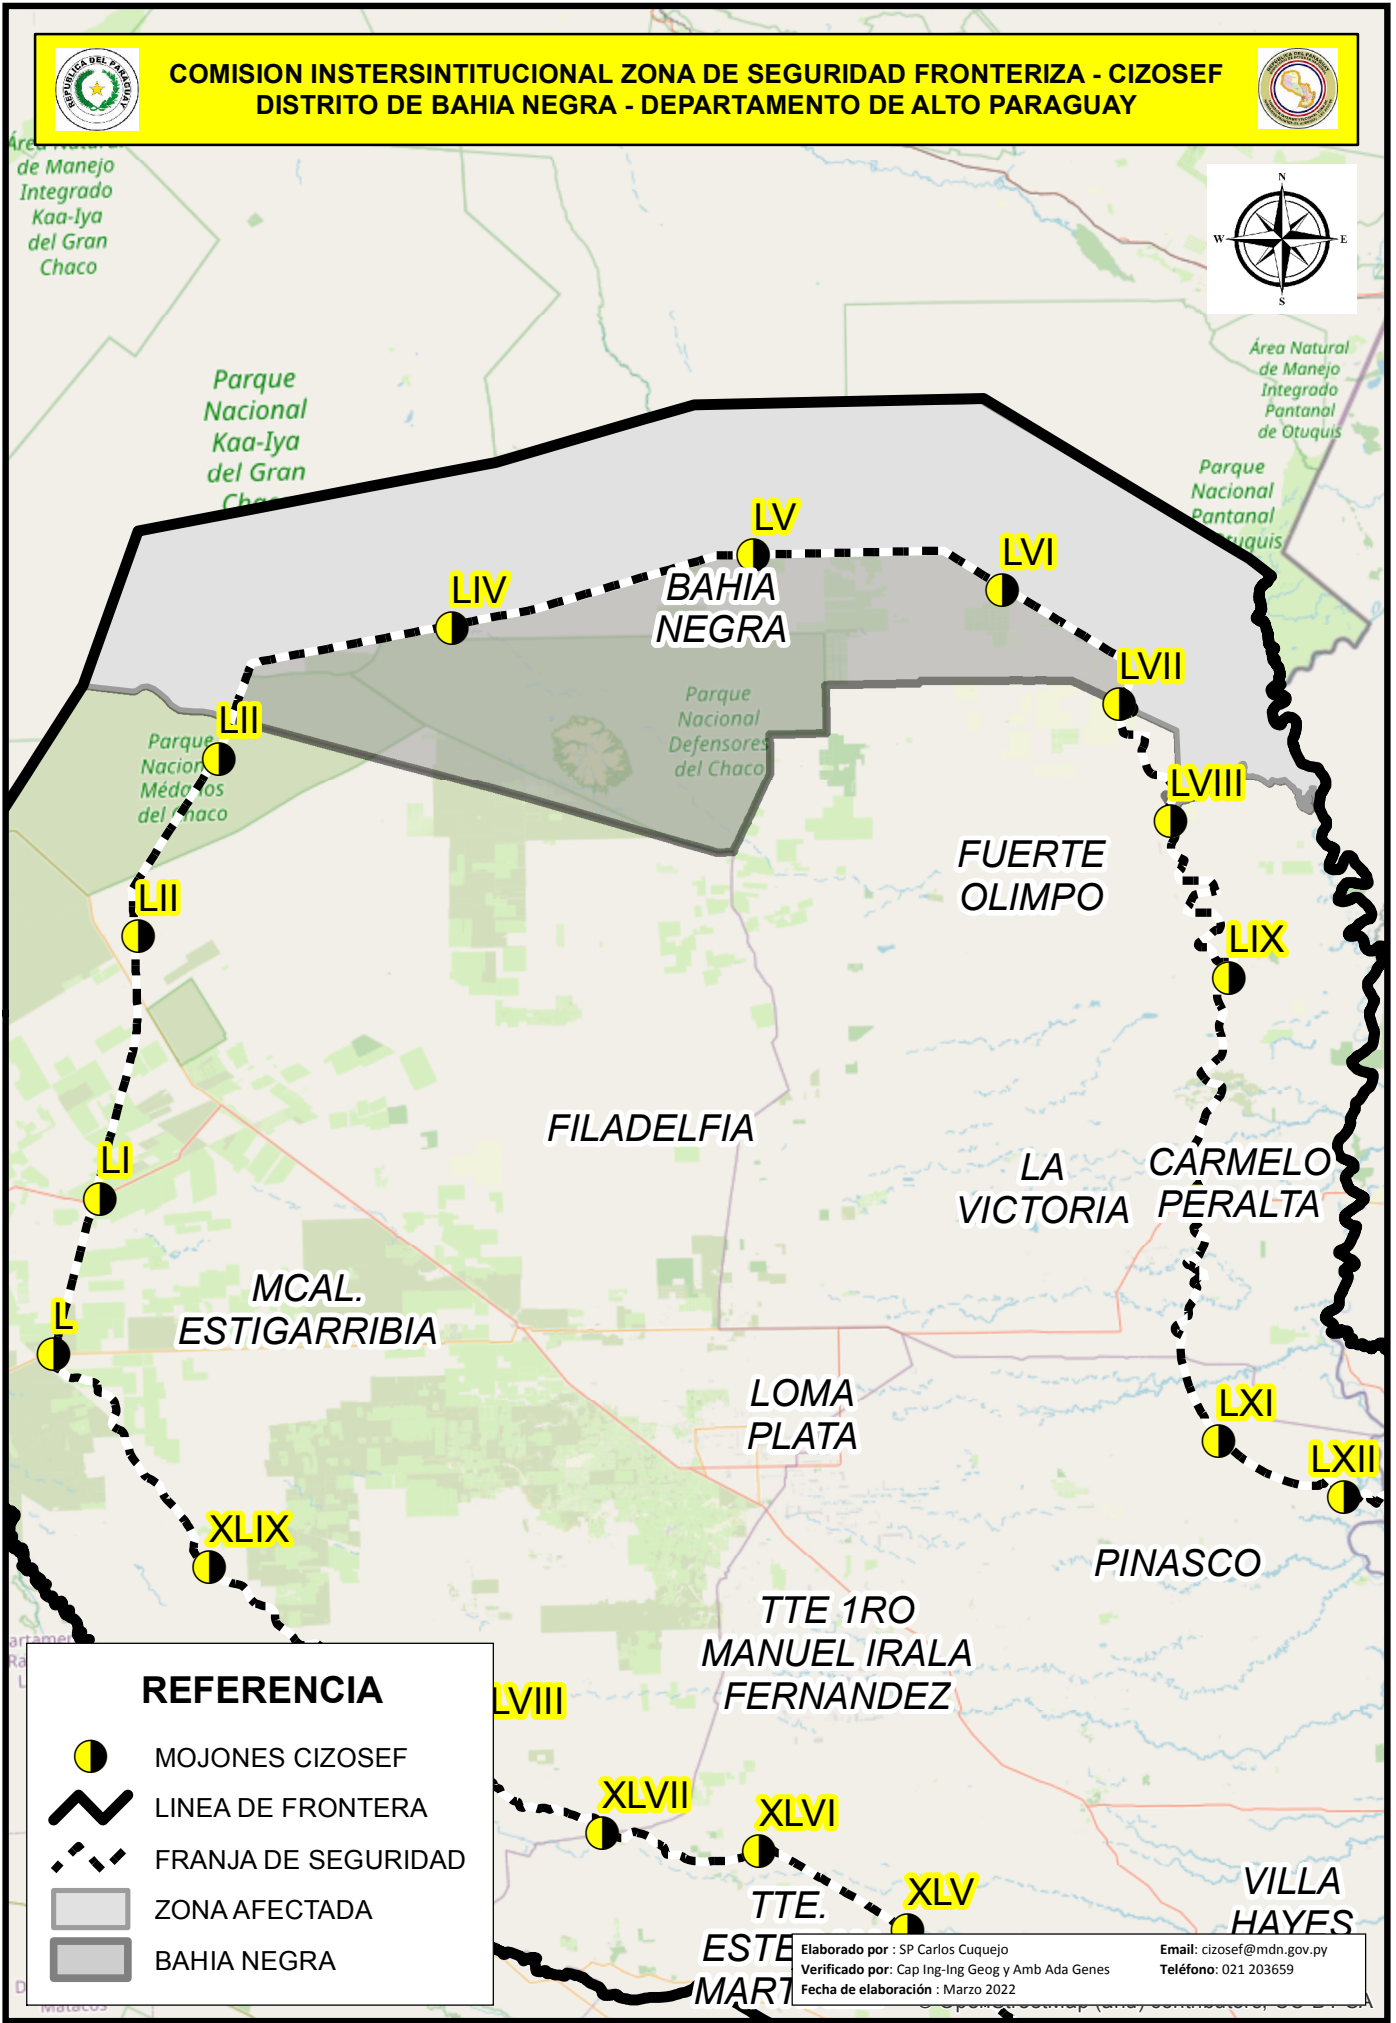 COMISION INSTERSINTITUCIONAL ZONA DE SEGURIDAD FRONTERIZA - CIZOSEF
DISTRITO DE BAHIA NEGRA - DEPARTAMENTO DE ALTO PARAGUAY
REPUBLICA DEL PARAGUAY
de Manejo
Integrado
Kaa-Iya
del Gran
Chaco
N
W
E
S
Área Natural
de Manejo
Integrado
Pantanal
de Otuquis
Parque
Nacional
Kaa-Iya
del Gran
Parque
Nacional
Pantanal
LV
LVI
LIV
BAHIA
NEGRA
LVII
Parque
Nacional
Defensores
del Chaco
LII
Parque
LVIII
FUERTE
OLIMPO
LII
LIX
FILADELFIA
LI
LA
VICTORIA
CARMELO
PERALTA
MCAL.
ESTIGARRIBIA
L
LOMA
PLATA
LXI
LXII
XLIX
PINASCO
TTE 1RO
MANUEL IRALA
FERNANDEZ
LVIII
XLVII
XLVI
XLV
TTE.
VILLA
HAYES
REFERENCIA
MOJONES CIZOSEF
LINEA DE FRONTERA
FRANJA DE SEGURIDAD
ZONA AFECTADA
BAHIA NEGRA
Elaborado por : SP Carlos Cuquejo
Verificado por: Cap Ing-Ing Geog y Amb Ada Genes
Fecha de elaboración : Marzo 2022
Email: cizosef@mdn.gov.py
Teléfono: 021 203659